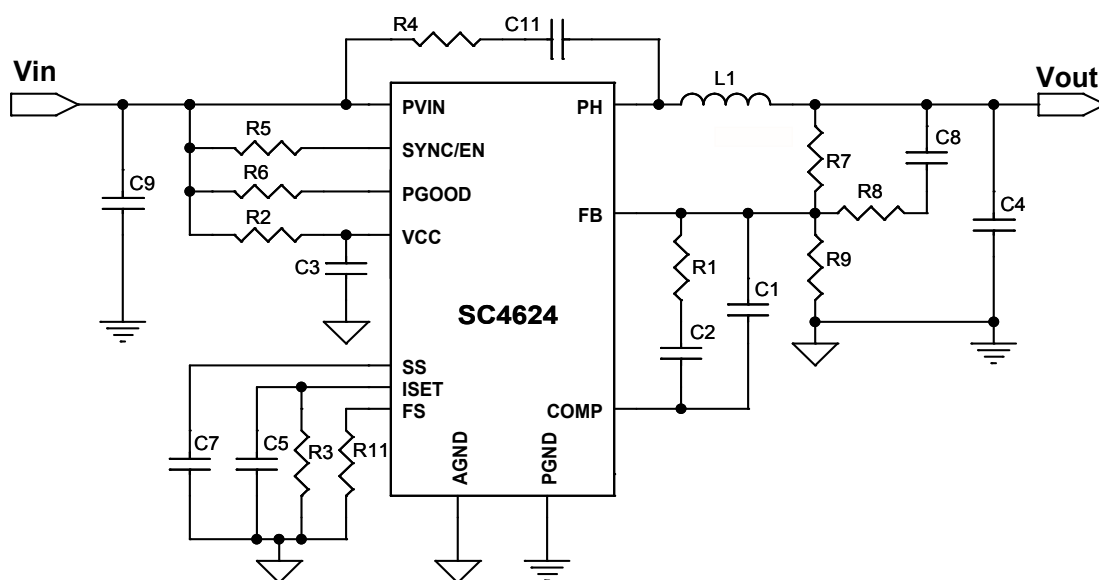 R4
C11
Vin
L1
Vout
PVIN
PH
R5
SYNC/EN
C8
R7
C9
R6
PGOOD
R8
R2
FB
C4
VCC
C3
R1
R9
C1
SC4624
C2
SS
ISET
FS
COMP
C7
C5
R3
R11
AGND
PGND